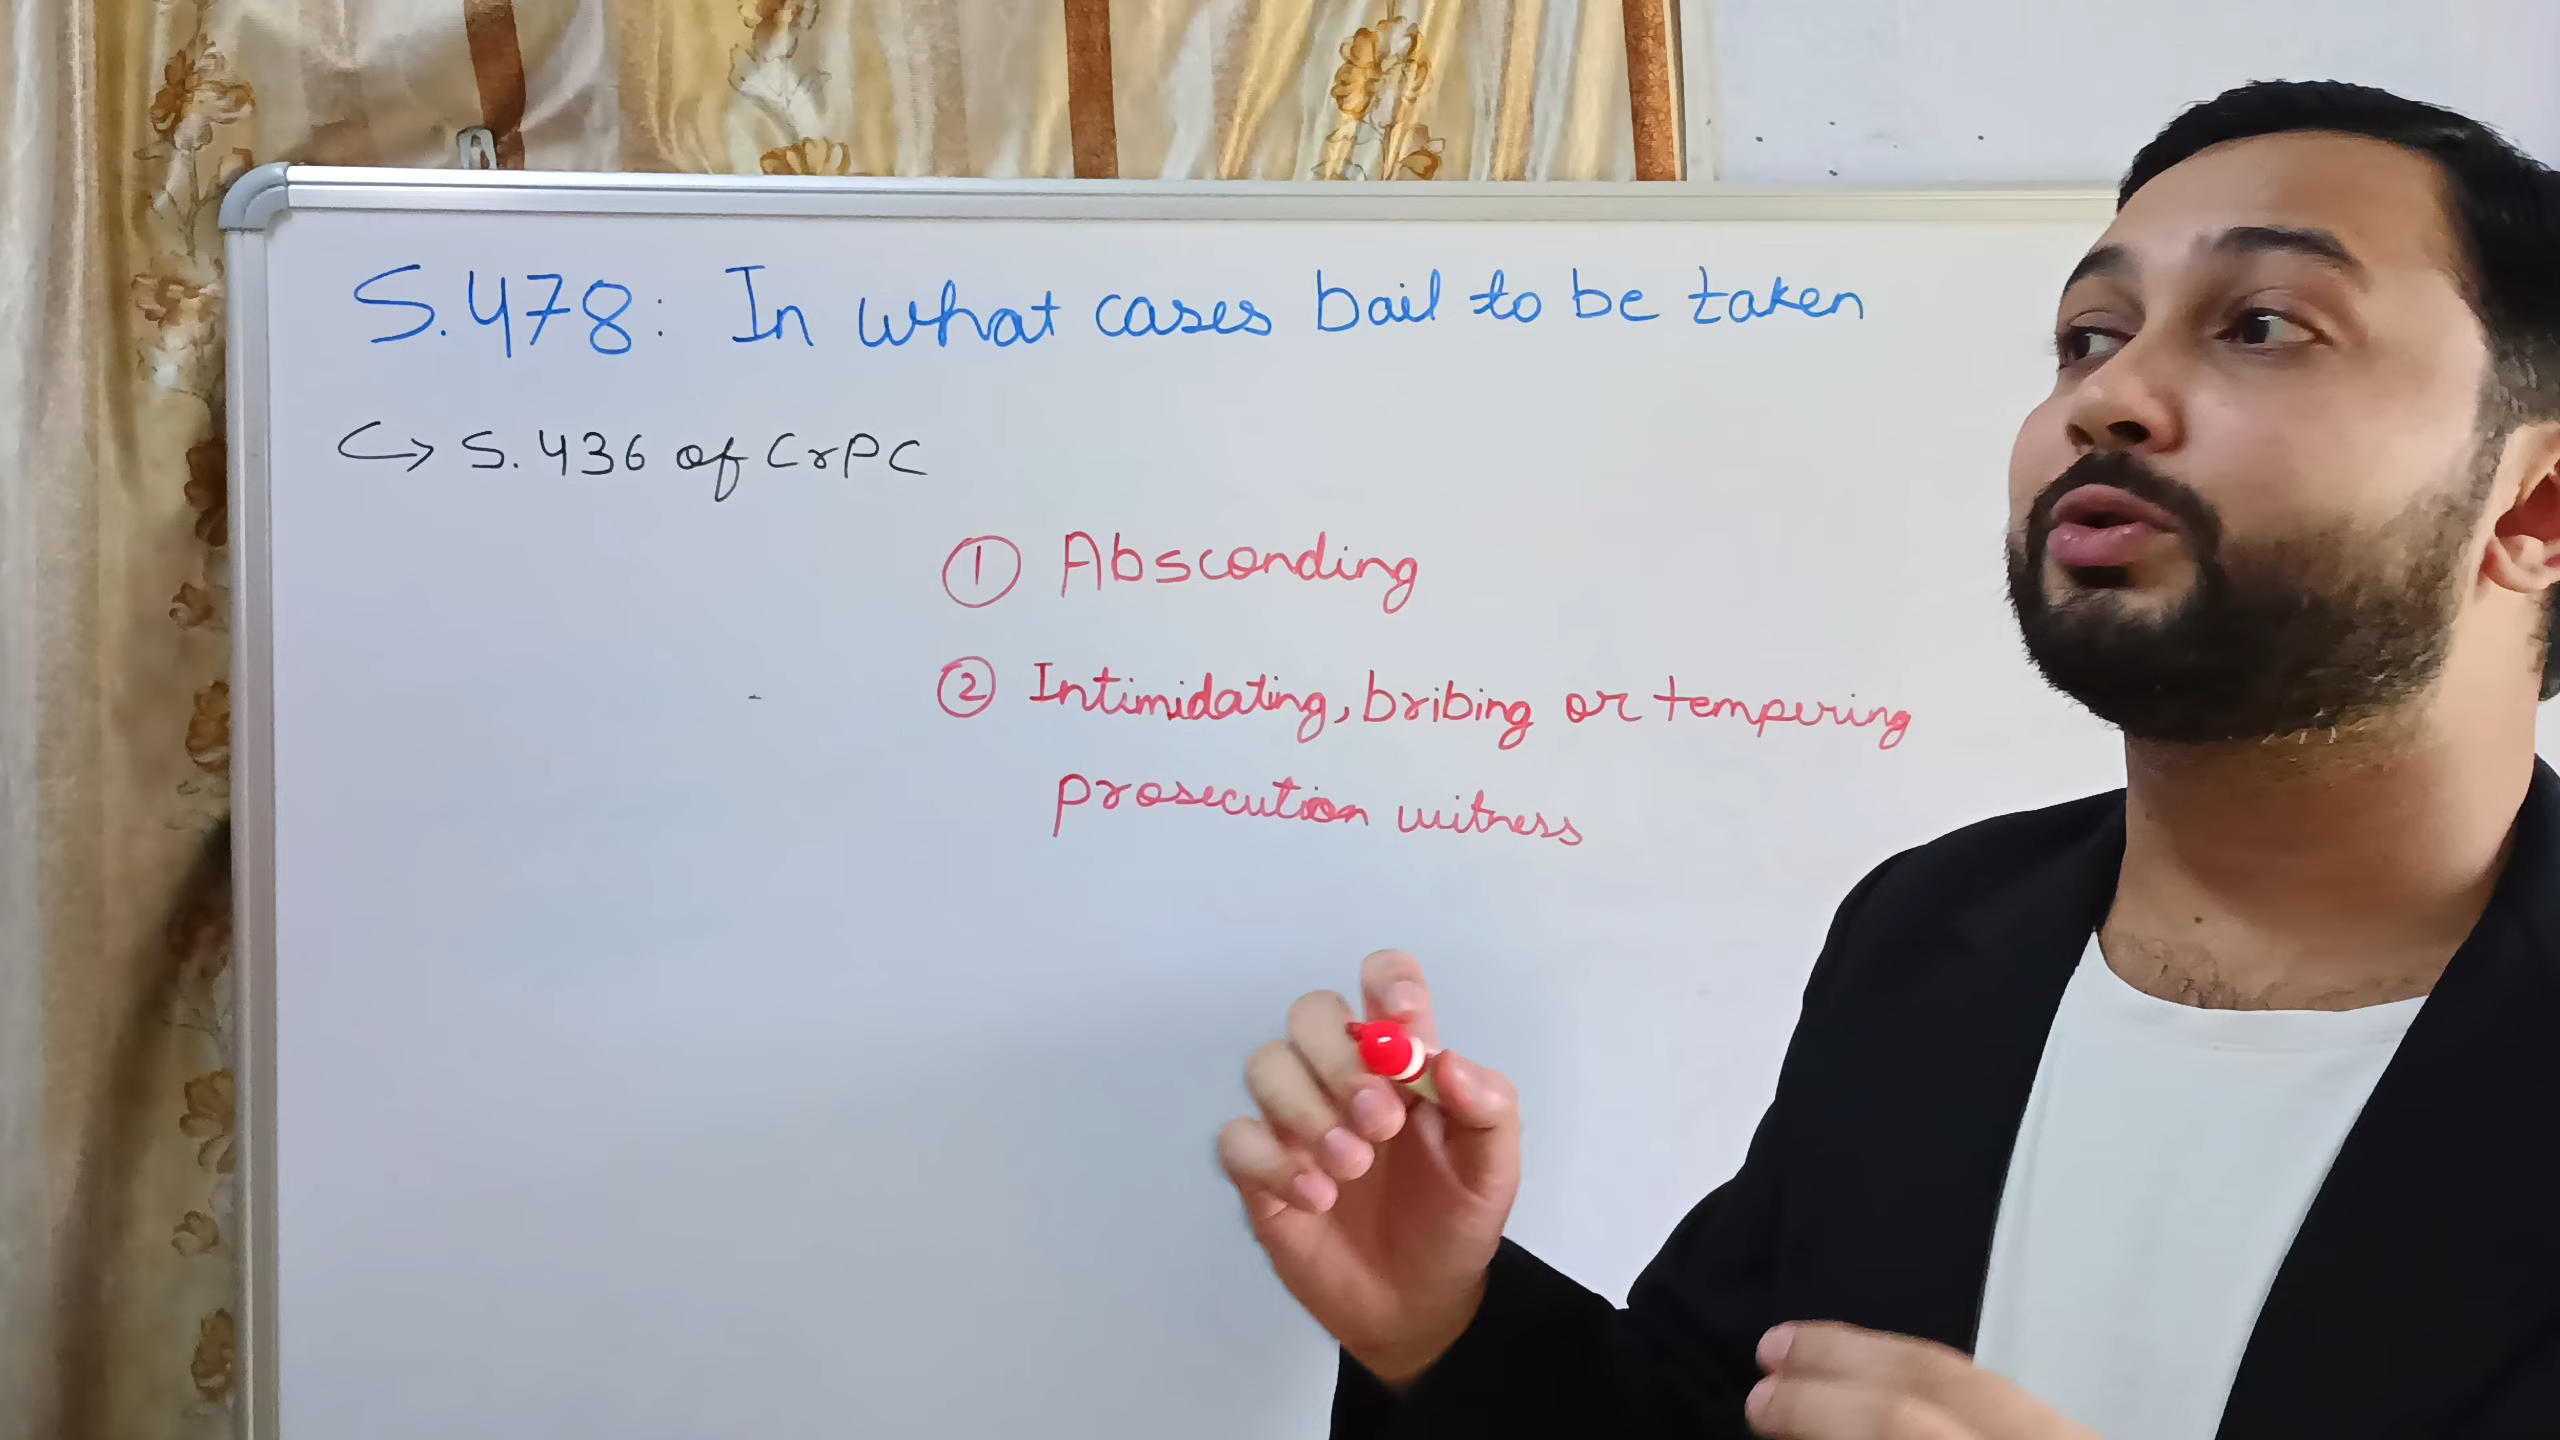 S.478: In what cases bail to be taken
↪ S. 436 of CrPC
① Absconding
② Intimidating, bribing or tempering
prosecution witness